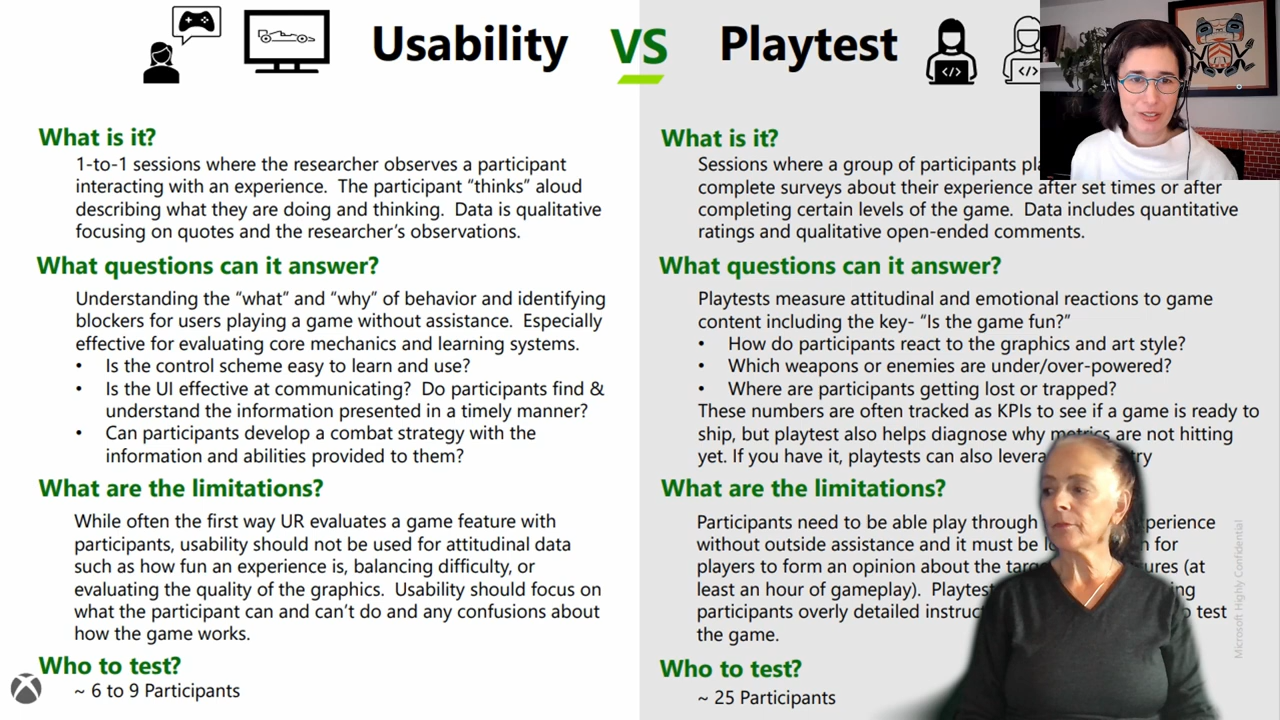 Usability VS Playtest
What is it?
1-to-1 sessions where the researcher observes a participant
interacting with an experience. The participant “thinks” aloud
describing what they are doing and thinking. Data is qualitative
focusing on quotes and the researcher’s observations.
What questions can it answer?
Understanding the “what” and “why” of behavior and identifying
blockers for users playing a game without assistance. Especially
effective for evaluating core mechanics and learning systems.
• Is the control scheme easy to learn and use?
• Is the UI effective at communicating? Do participants find &
understand the information presented in a timely manner?
• Can participants develop a combat strategy with the
information and abilities provided to them?
What are the limitations?
While often the first way UR evaluates a game feature with
participants, usability should not be used for attitudinal data
such as how fun an experience is, balancing difficulty, or
evaluating the quality of the graphics. Usability should focus on
what the participant can and can’t do and any confusions about
how the game works.
Who to test?
~ 6 to 9 Participants
What is it?
Sessions where a group of participants
complete surveys about their experience after set times or after
completing certain levels of the game. Data includes quantitative
ratings and qualitative open-ended comments.
What questions can it answer?
Playtests measure attitudinal and emotional reactions to game
content including the key- “Is the game fun?”
• How do participants react to the graphics and art style?
• Which weapons or enemies are under/over-powered?
• Where are participants getting lost or trapped?
These numbers are often tracked as KPIs to see if a game is ready to
ship, but playtest also helps diagnose why metrics are not hitting
yet. If you have it, playtests can also
What are the limitations?
Participants need to be able play through
without outside assistance and it must be for
players to form an opinion about the (at
least an hour of gameplay).
participants overly detailed test
the game.
Who to test?
~ 25 Participants
Microsoft Highly Confidential